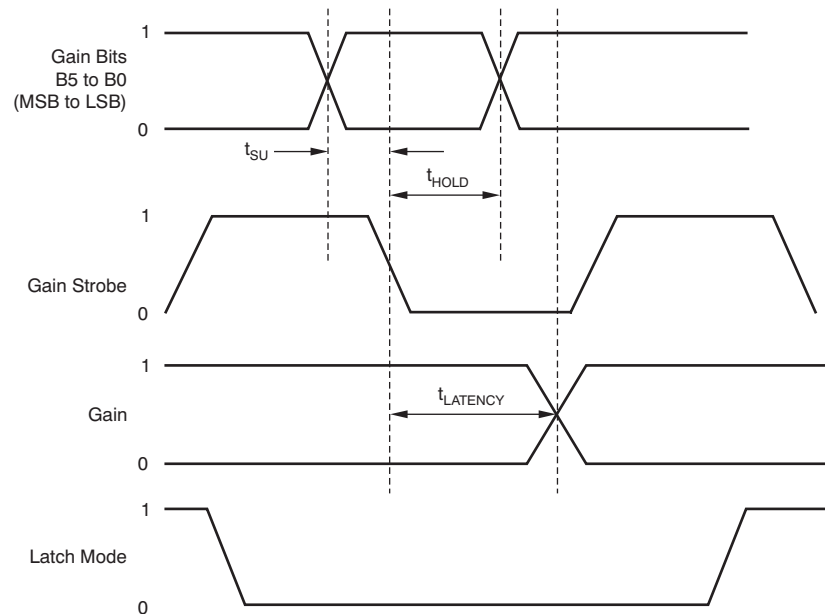 1
Gain Bits
B5 to B0
(MSB to LSB)
0
tSU
tHOLD
1
Gain Strobe
0
1
tLATENCY
Gain
0
1
Latch Mode
0